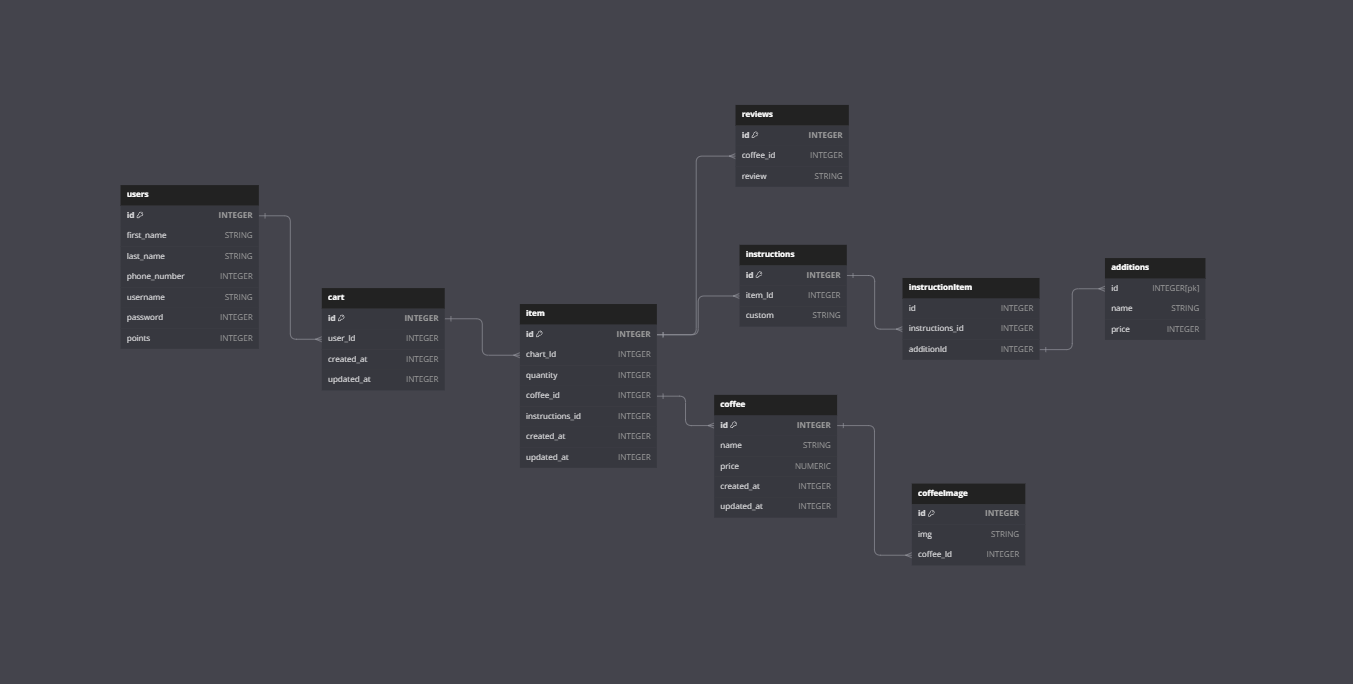 users
id INTEGER
first_name STRING
last_name STRING
phone_number INTEGER
username STRING
password INTEGER
points INTEGER
cart
id INTEGER
user_Id INTEGER
created_at INTEGER
updated_at INTEGER
item
id INTEGER
chart_Id INTEGER
quantity INTEGER
coffee_id INTEGER
instructions_id INTEGER
created_at INTEGER
updated_at INTEGER
reviews
id INTEGER
coffee_id INTEGER
review STRING
instructions
id INTEGER
item_Id INTEGER
custom STRING
coffee
id INTEGER
name STRING
price NUMERIC
created_at INTEGER
updated_at INTEGER
instructionItem
id INTEGER
instructions_id INTEGER
additionId INTEGER
coffeeImage
id INTEGER
img STRING
coffee_Id INTEGER
additions
id INTEGER[pk]
name STRING
price INTEGER